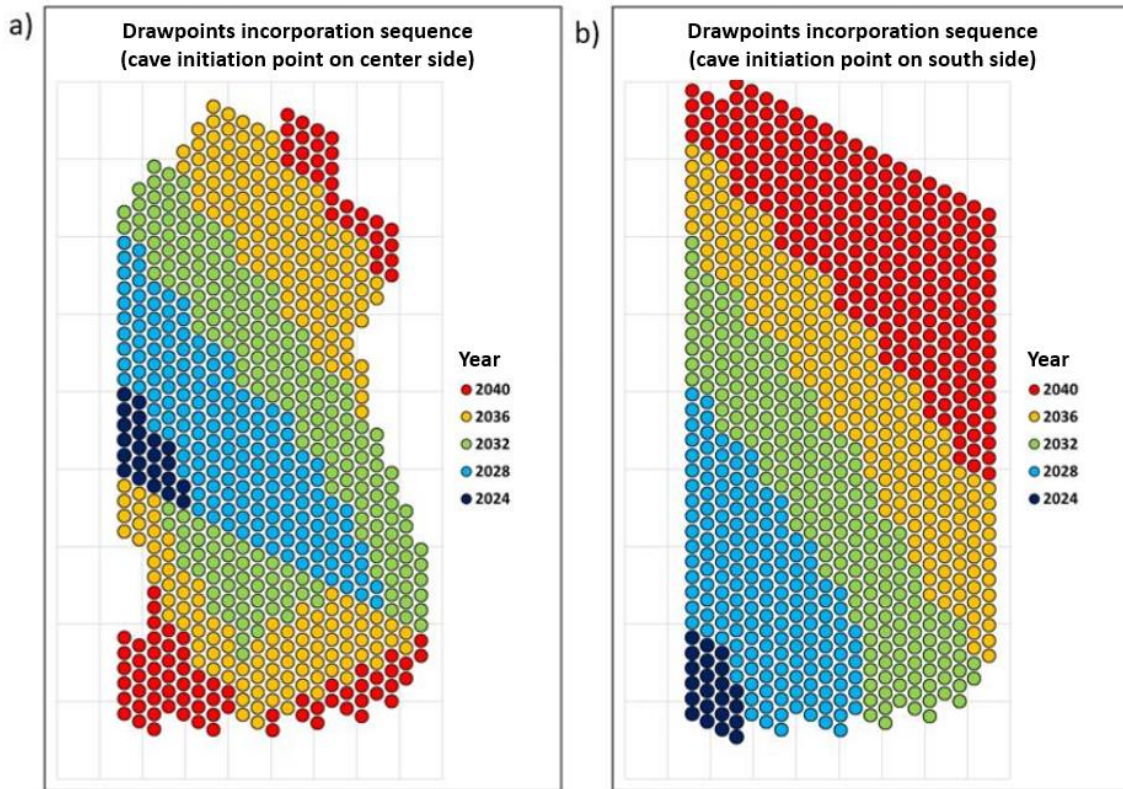 a)
Drawpoints incorporation sequence
(cave initiation point on center side)
Year
2040
2036
2032
2028
2024
b)
Drawpoints incorporation sequence
(cave initiation point on south side)
Year
2040
2036
2032
2028
2024